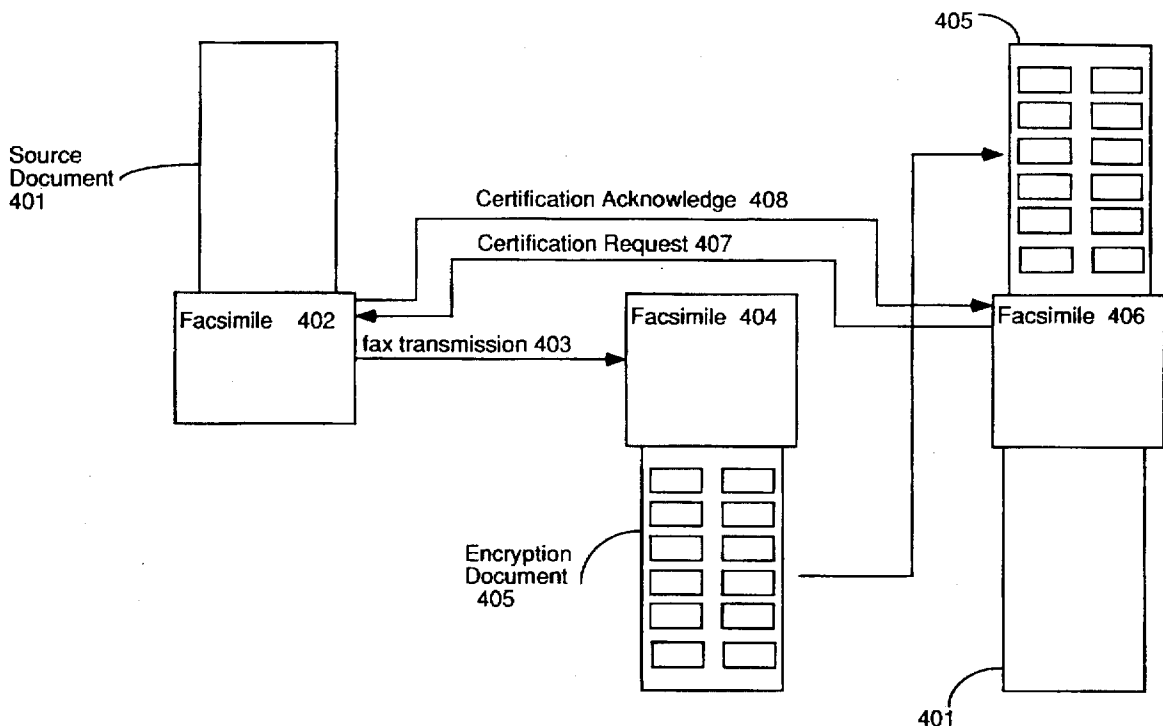 405
Source
Document
401
Certification Acknowledge 408
Certification Request 407
Facsimile 402
Facsimile 404
Facsimile 406
fax transmission 403
Encryption
Document
405
401